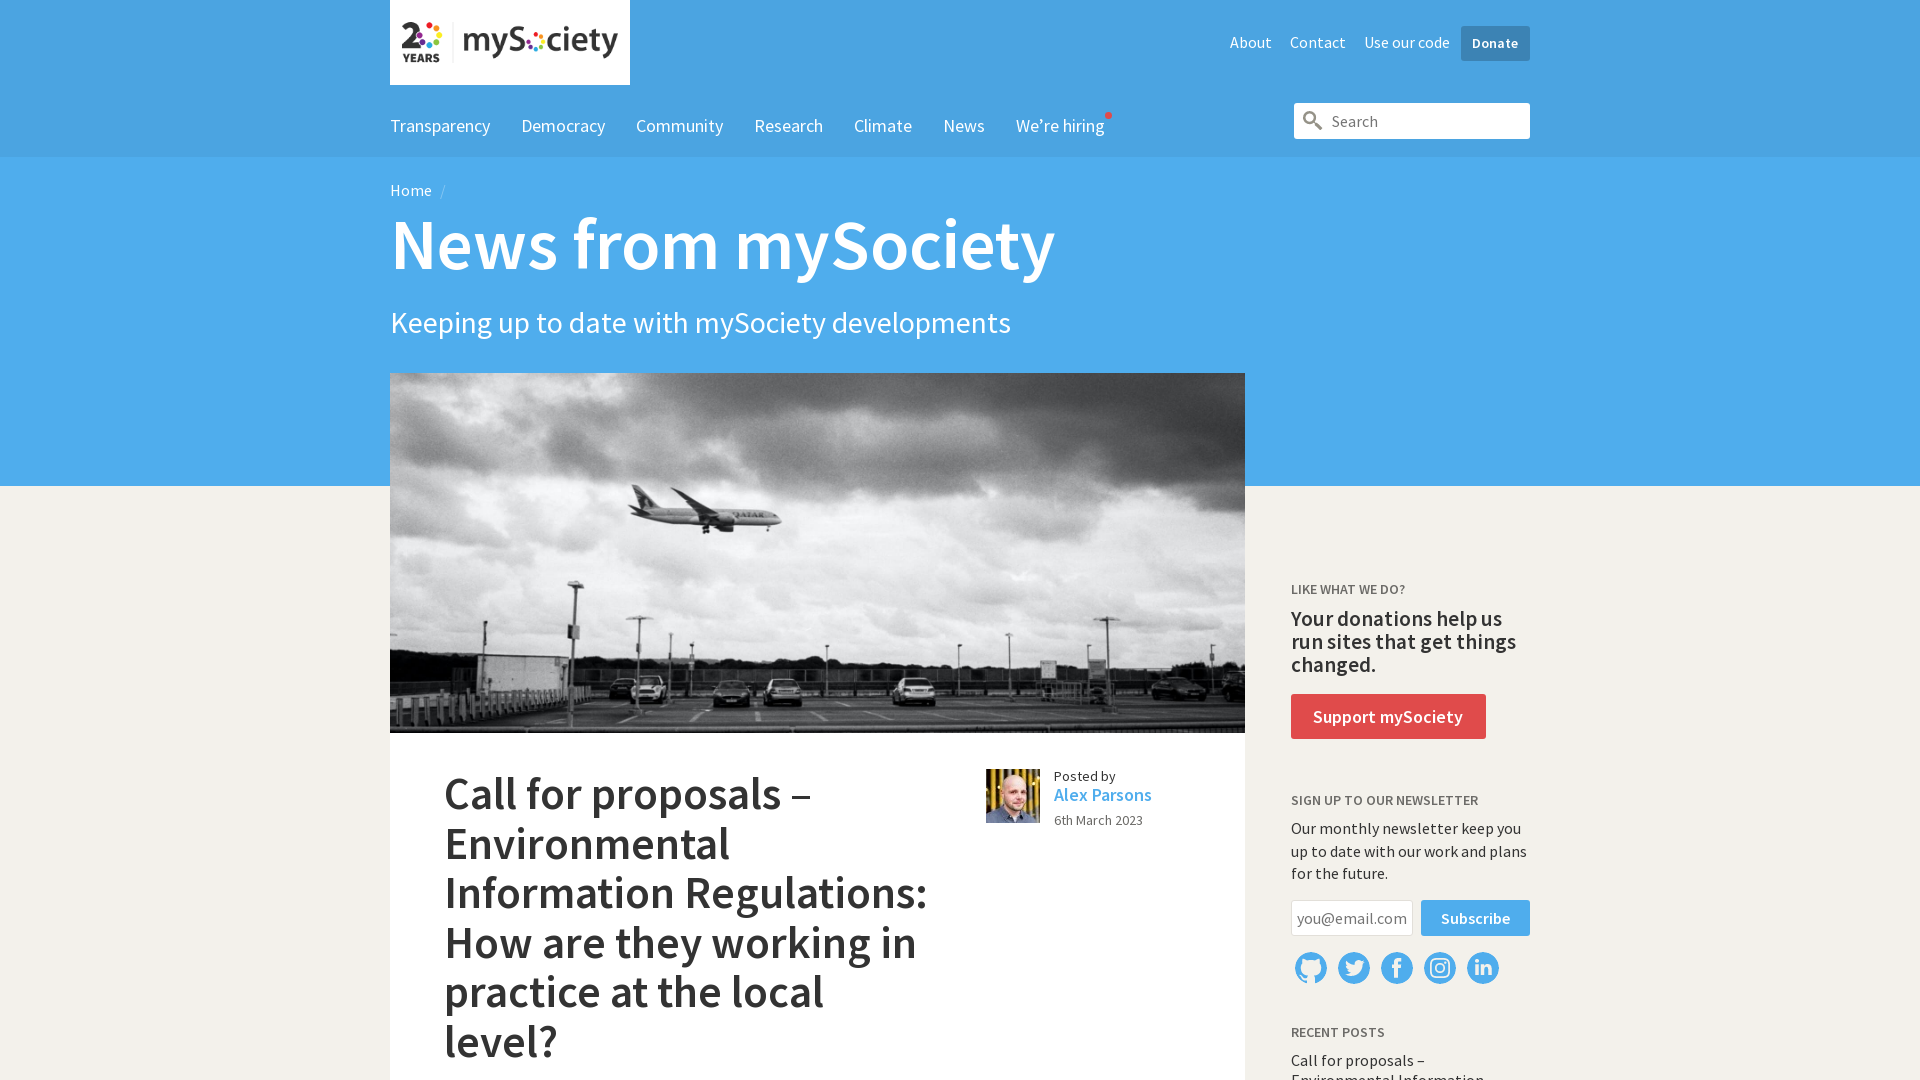 20 YEARS mySociety
About Contact Use our code Donate
Transparency Democracy Community Research Climate News We’re hiring
Search
Home /
News from mySociety
Keeping up to date with mySociety developments
QATAR
Call for proposals –
Environmental
Information Regulations:
How are they working in
practice at the local
level?
Posted by
Alex Parsons
6th March 2023
LIKE WHAT WE DO?
Your donations help us
run sites that get things
changed.
Support mySociety
SIGN UP TO OUR NEWSLETTER
Our monthly newsletter keep you
up to date with our work and plans
for the future.
you@email.com Subscribe
RECENT POSTS
Call for proposals –
Environmental Information